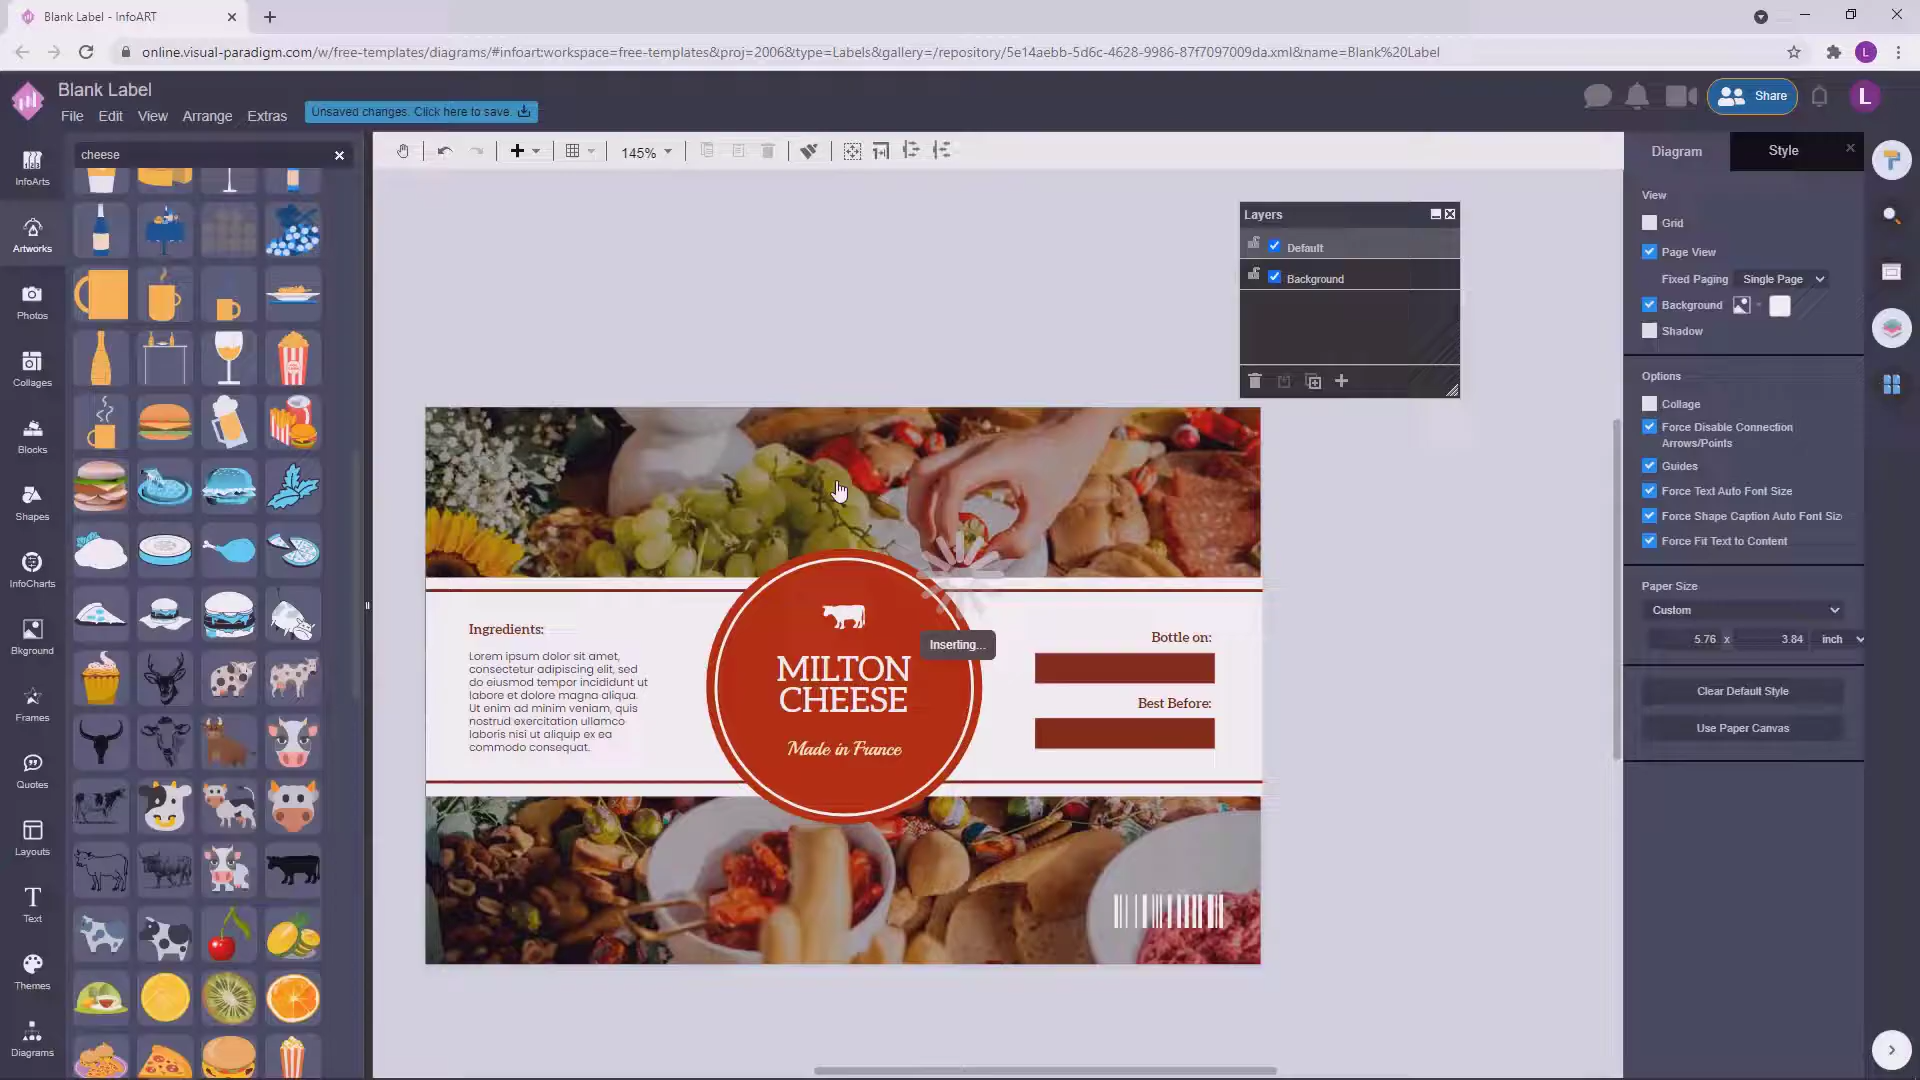 Blank Label - InfoART
online.visual-paradigm.com/w/free-templates/diagrams/#infoart:workspace=free-templates&proj=2006&type=Labels&gallery=/repository/5e14aebb-5d6c-4628-9986-87f7097009da.xml&name=Blank%20Label
L
Blank Label
File Edit View Arrange Extras
Unsaved changes. Click here to save.
Share
L
cheese
145%
InfoArts
Artworks
Photos
Collages
Blocks
Shapes
InfoCharts
Bkground
Frames
Quotes
Layouts
Text
Themes
Diagrams
Layers
Default
Background
Ingredients:
Lorem ipsum dolor sit amet,
consectetur adipiscing elit, sed
do eiusmod tempor incididunt ut
labore et dolore magna aliqua.
Ut enim ad minim veniam, quis
nostrud exercitation ullamco
laboris nisi ut aliquip ex ea
commodo consequat.
MILTON
CHEESE
Made in France
Inserting...
Bottle on:
Best Before:
Diagram
Style
View
Grid
Page View
Fixed Paging Single Page
Background
Shadow
Options
Collage
Force Disable Connection
Arrows/Points
Guides
Force Text Auto Font Size
Force Shape Caption Auto Font Siz
Force Fit Text to Content
Paper Size
Custom
5.76 x 3.84 inch
Clear Default Style
Use Paper Canvas